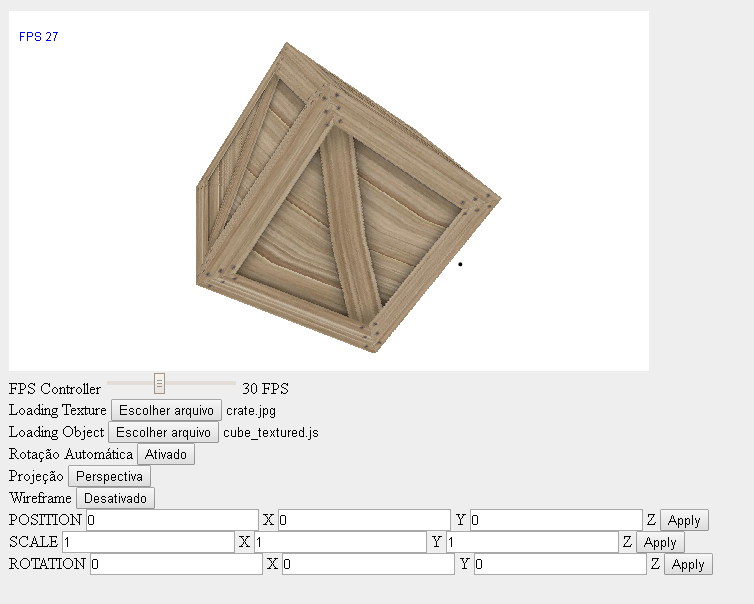 FPS 27
FPS Controller 30 FPS
Loading Texture Escolher arquivo crate.jpg
Loading Object Escolher arquivo cube_textured.js
Rotação Automática Ativado
Projeção Perspectiva
Wireframe Desativado
POSITION 0 X 0 Y 0 Z Apply
SCALE 1 X 1 Y 1 Z Apply
ROTATION 0 X 0 Y 0 Z Apply